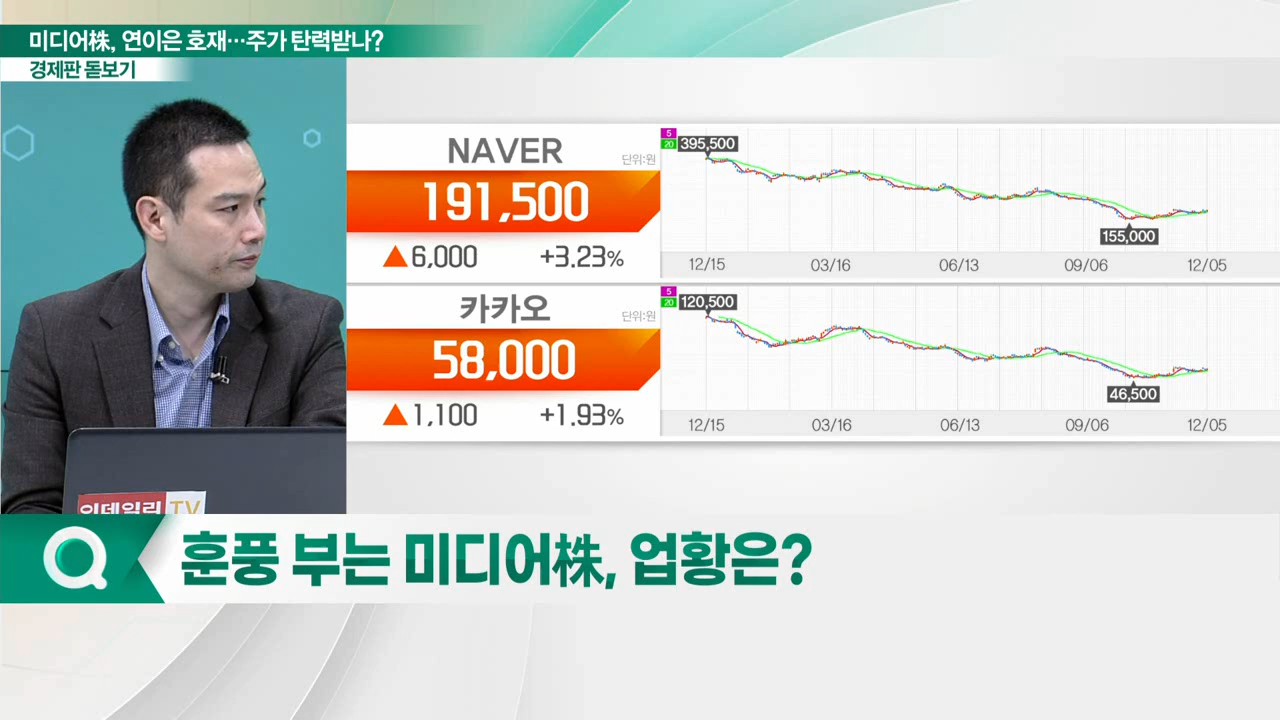 미디어株, 연이은 호재…주가 탄력받나?
경제판 돋보기
NAVER
단위:원
191,500
▲6,000 +3.23%
5
20
395,500
155,000
12/15 03/16 06/13 09/06 12/05
카카오
단위:원
58,000
▲1,100 +1.93%
5
20
120,500
46,500
12/15 03/16 06/13 09/06 12/05
이데일리 TV
훈풍 부는 미디어株, 업황은?